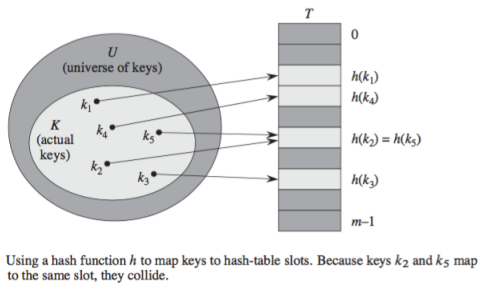 T
0
U
(universe of keys)
k1
h(k1)
k4
h(k4)
K
(actual
keys)
k5
h(k2) = h(k5)
k2
k3
h(k3)
m–1
Using a hash function h to map keys to hash-table slots. Because keys k2 and k5 map
to the same slot, they collide.